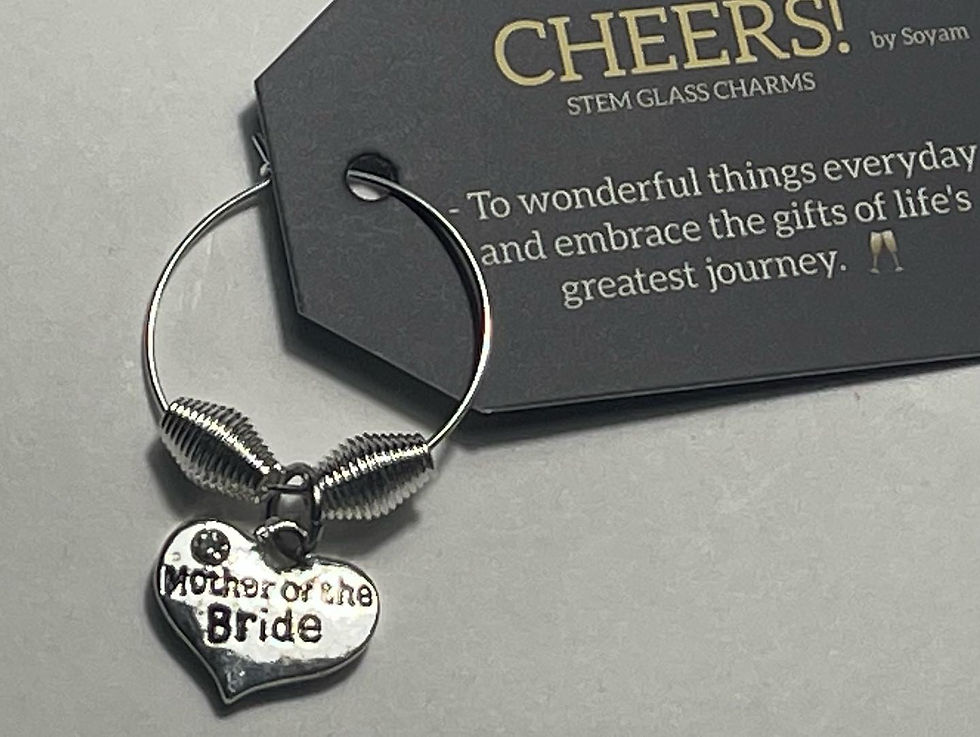 CHEERS! by Soyam
STEM GLASS CHARMS
- To wonderful things everyday
and embrace the gifts of life's
greatest journey. 🥂
Mother of the
Bride